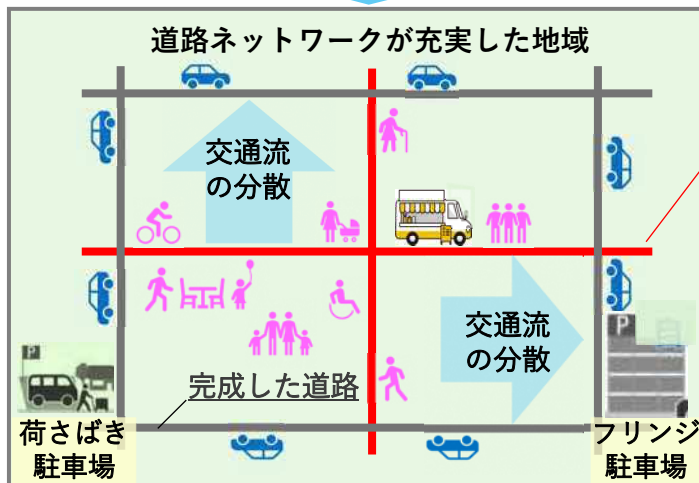 道路ネットワークが充実した地域
交通流
の分散
交通流
の分散
P
P
完成した道路
荷さばき
駐車場
フリンジ
駐車場